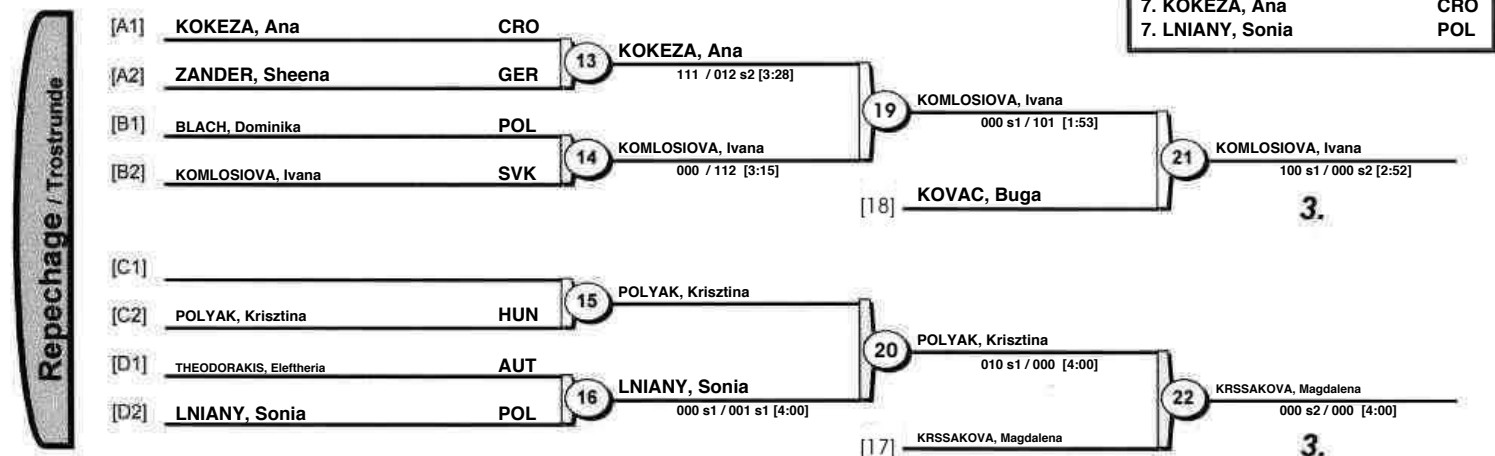 7. KOKEZA, Ana CRO
7. LNIANY, Sonia POL
Repechage / Trostrunde
[A1] KOKEZA, Ana CRO
13 KOKEZA, Ana
111 / 012 s2 [3:28]
[A2] ZANDER, Sheena GER
19 KOMLOSIOVA, Ivana
000 s1 / 101 [1:53]
[B1] BLACH, Dominika POL
14 KOMLOSIOVA, Ivana
000 / 112 [3:15]
[B2] KOMLOSIOVA, Ivana SVK
21 KOMLOSIOVA, Ivana
100 s1 / 000 s2 [2:52]
[18] KOVAC, Buga
3.
[C1]
15 POLYAK, Krisztina
[C2] POLYAK, Krisztina HUN
20 POLYAK, Krisztina
010 s1 / 000 [4:00]
[D1] THEODORAKIS, Eleftheria AUT
16 LNIANY, Sonia
000 s1 / 001 s1 [4:00]
[D2] LNIANY, Sonia POL
22 KRSSAKOVA, Magdalena
000 s2 / 000 [4:00]
[17] KRSSAKOVA, Magdalena
3.